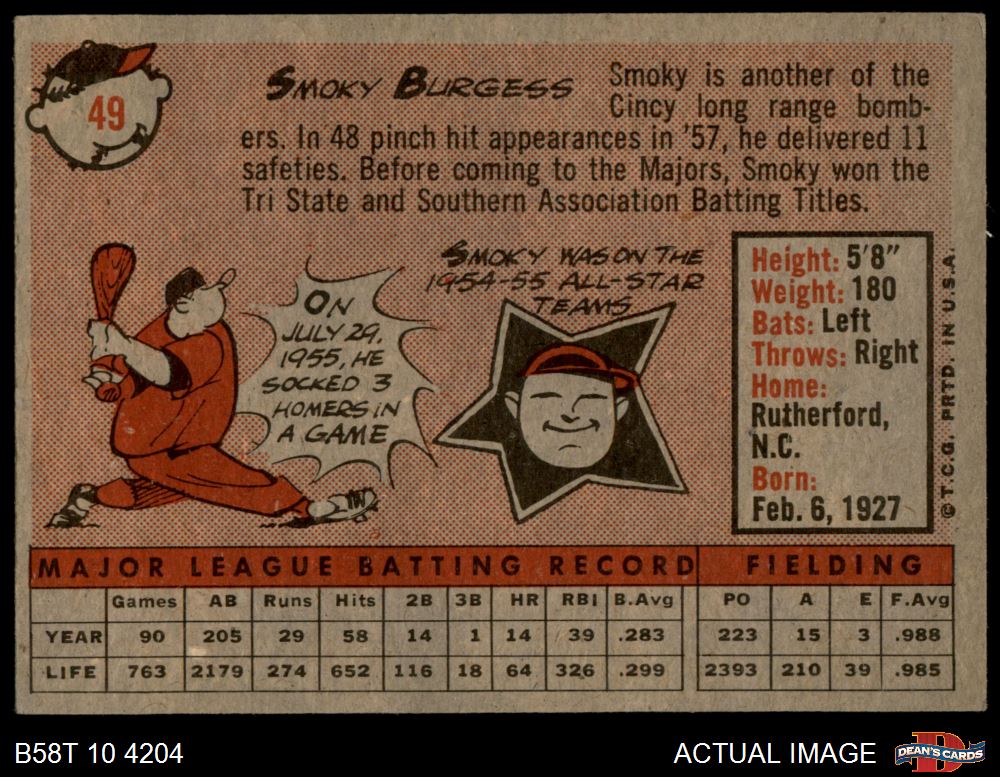 49
SMOKY BURGESS
Smoky is another of the
Cincy long range bomb-
ers. In 48 pinch hit appearances in '57, he delivered 11
safeties. Before coming to the Majors, Smoky won the
Tri State and Southern Association Batting Titles.
ON
JULY 29,
1955, HE
SOCKED 3
HOMERS IN
A GAME
SMOKY WAS ON THE
1954-55 ALL-STAR
TEAMS
Height: 5'8"
Weight: 180
Bats: Left
Throws: Right
Home:
Rutherford,
N.C.
Born:
Feb. 6, 1927
© T.C.G. PRTD. IN U.S.A.
MAJOR LEAGUE BATTING RECORD FIELDING
Games AB Runs Hits 2B 3B HR RBI B.Avg PO A E F.Avg
YEAR 90 205 29 58 14 1 14 39 .283 223 15 3 .988
LIFE 763 2179 274 652 116 18 64 326 .299 2393 210 39 .985
B58T 10 4204 ACTUAL IMAGE DEAN'S CARDS